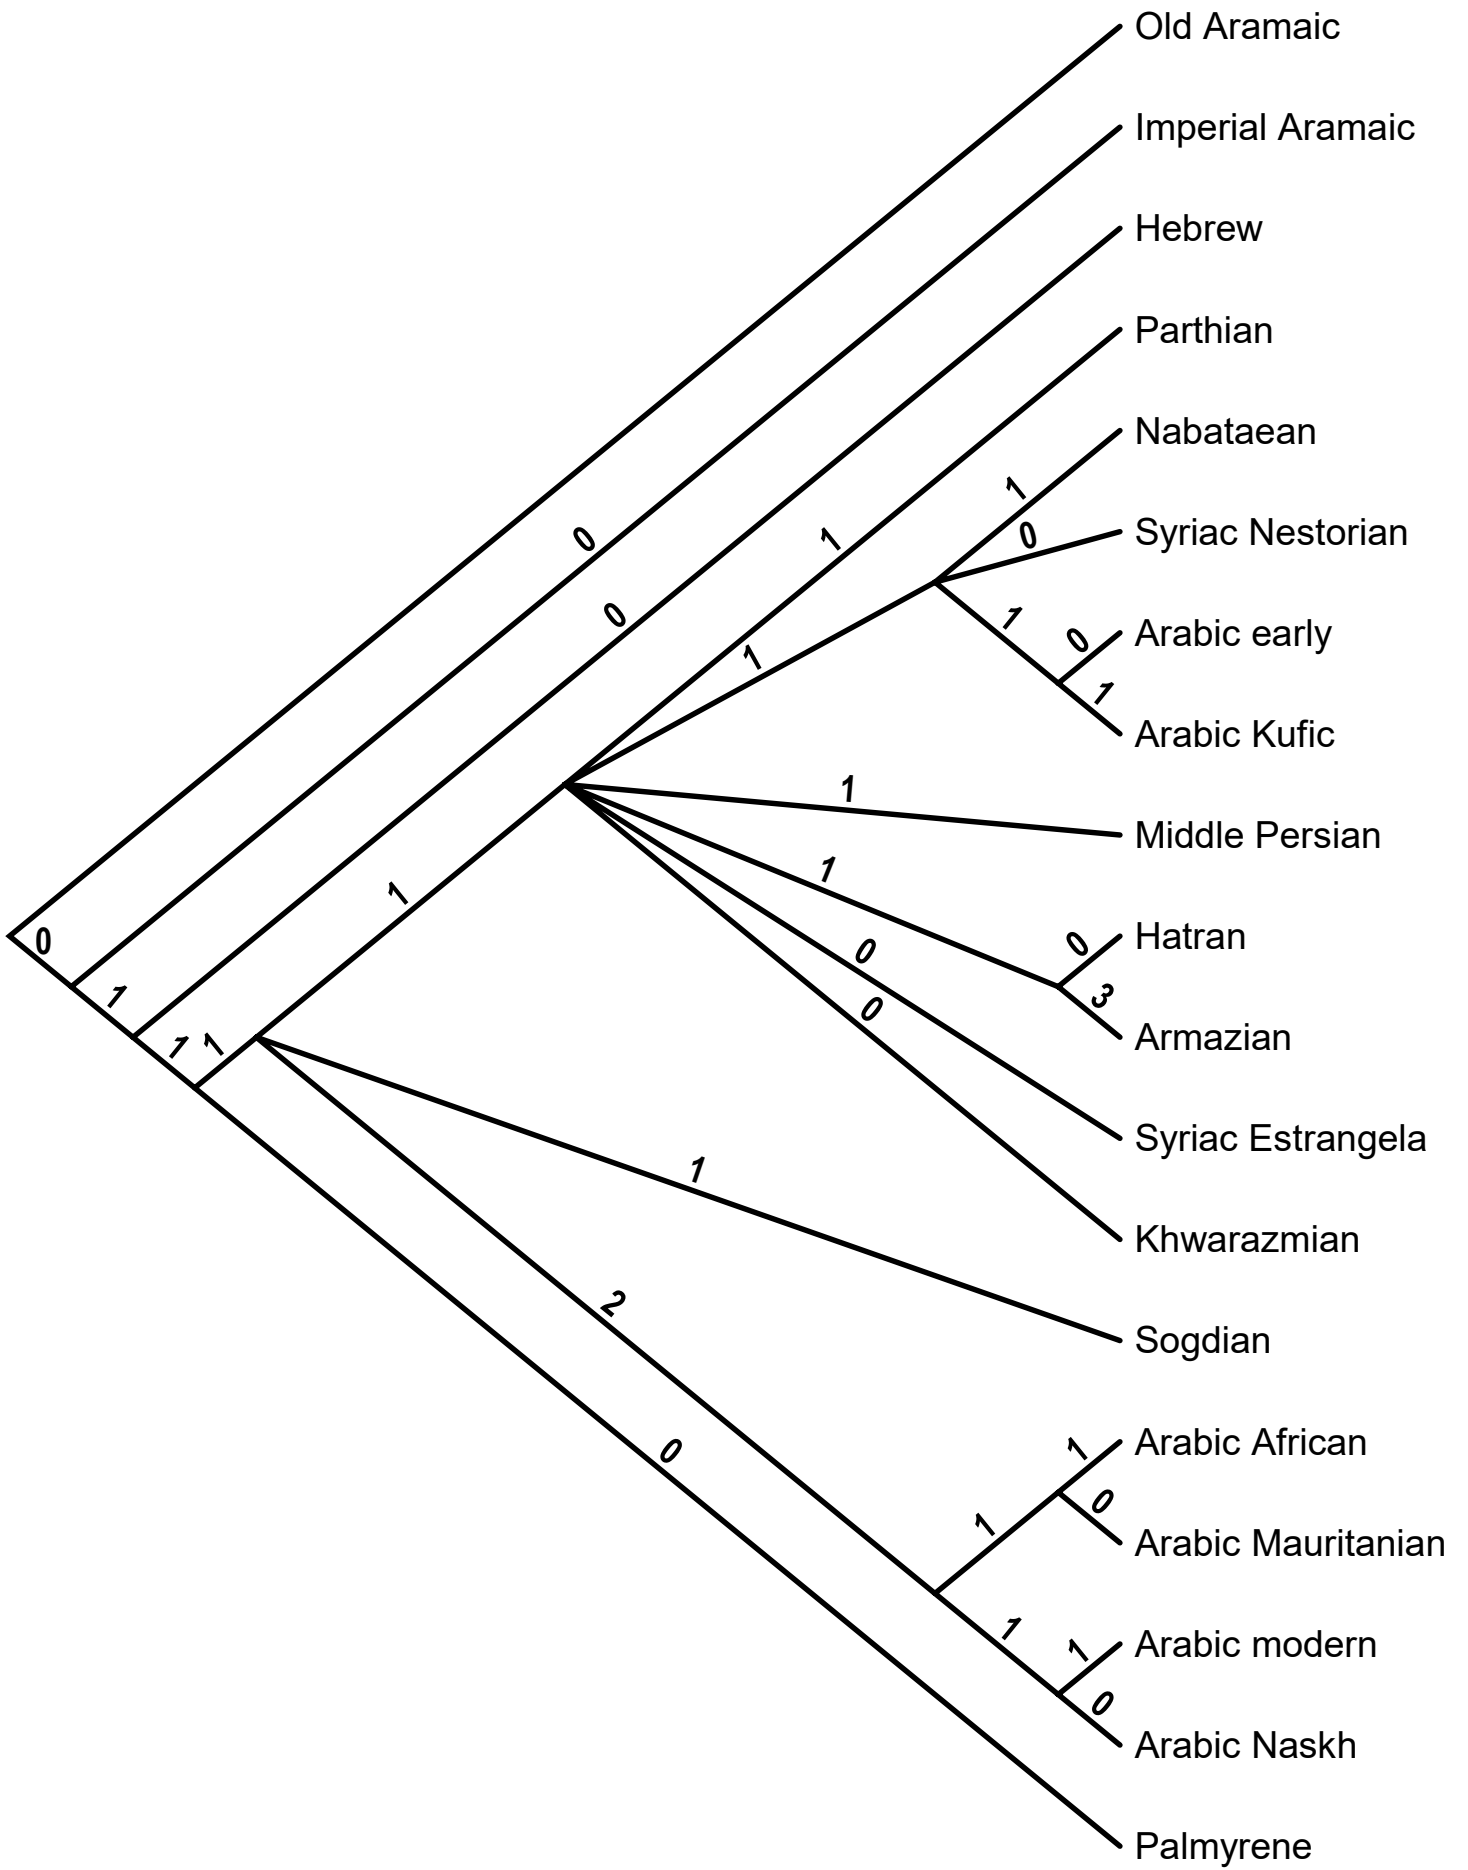 Old Aramaic
Imperial Aramaic
Hebrew
Parthian
Nabataean
1
0
Syriac Nestorian
0
1
1
0
Arabic early
0
1
1
Arabic Kufic
1
Middle Persian
1
1
0
Hatran
0
0
3
1
0
Armazian
1
1
Syriac Estrangela
1
Khwarazmian
2
Sogdian
1
Arabic African
0
0
1
Arabic Mauritanian
1
1
Arabic modern
0
Arabic Naskh
Palmyrene